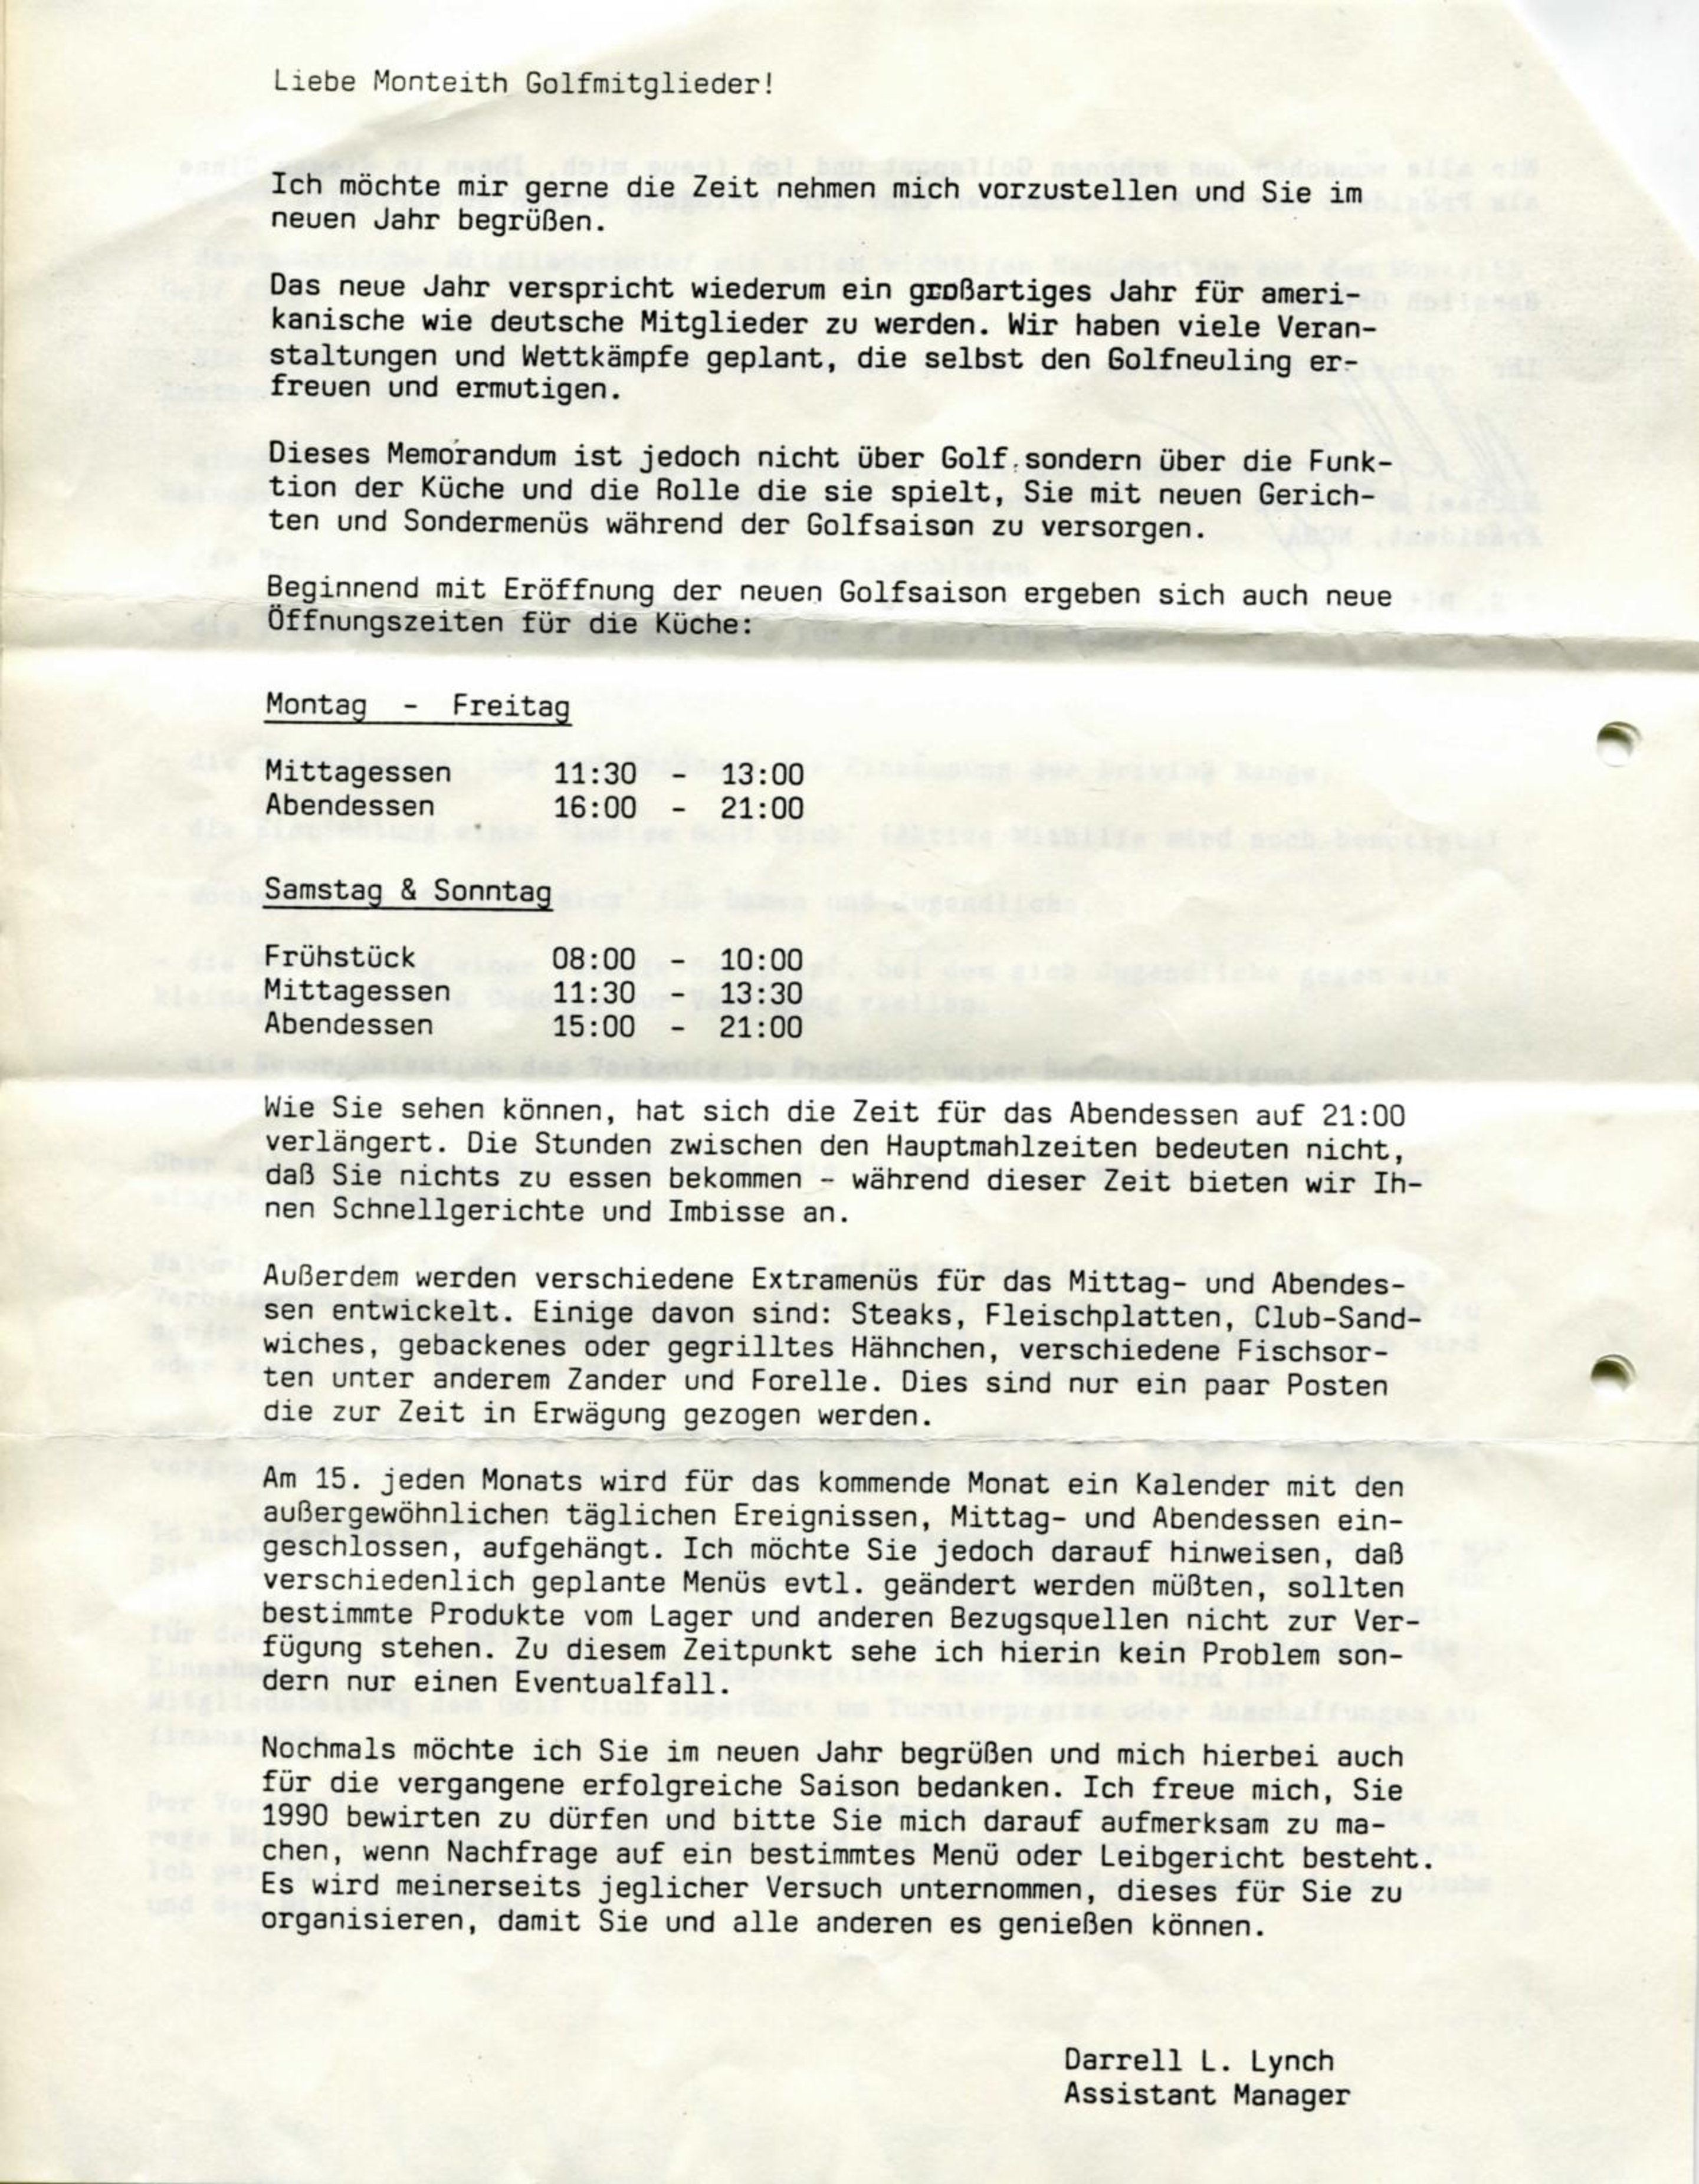 Liebe Monteith Golfmitglieder!
Ich möchte mir gerne die Zeit nehmen mich vorzustellen und Sie im
neuen Jahr begrüßen.
Das neue Jahr verspricht wiederum ein großartiges Jahr für ameri-
kanische wie deutsche Mitglieder zu werden. Wir haben viele Veran-
staltungen und Wettkämpfe geplant, die selbst den Golfneuling er-
freuen und ermutigen.
Dieses Memorandum ist jedoch nicht über Golf, sondern über die Funk-
tion der Küche und die Rolle die sie spielt, Sie mit neuen Gerich-
ten und Sondermenüs während der Golfsaison zu versorgen.
Beginnend mit Eröffnung der neuen Golfsaison ergeben sich auch neue
Öffnungszeiten für die Küche:
Montag - Freitag
Mittagessen 11:30 - 13:00
Abendessen 16:00 - 21:00
Samstag & Sonntag
Frühstück 08:00 - 10:00
Mittagessen 11:30 - 13:30
Abendessen 15:00 - 21:00
Wie Sie sehen können, hat sich die Zeit für das Abendessen auf 21:00
verlängert. Die Stunden zwischen den Hauptmahlzeiten bedeuten nicht,
daß Sie nichts zu essen bekommen - während dieser Zeit bieten wir Ih-
nen Schnellgerichte und Imbisse an.
Außerdem werden verschiedene Extramenüs für das Mittag- und Abendes-
sen entwickelt. Einige davon sind: Steaks, Fleischplatten, Club-Sand-
wiches, gebackenes oder gegrilltes Hähnchen, verschiedene Fischsor-
ten unter anderem Zander und Forelle. Dies sind nur ein paar Posten
die zur Zeit in Erwägung gezogen werden.
Am 15. jeden Monats wird für das kommende Monat ein Kalender mit den
außergewöhnlichen täglichen Ereignissen, Mittag- und Abendessen ein-
geschlossen, aufgehängt. Ich möchte Sie jedoch darauf hinweisen, daß
verschiedenlich geplante Menüs evtl. geändert werden müßten, sollten
bestimmte Produkte vom Lager und anderen Bezugsquellen nicht zur Ver-
fügung stehen. Zu diesem Zeitpunkt sehe ich hierin kein Problem son-
dern nur einen Eventualfall.
Nochmals möchte ich Sie im neuen Jahr begrüßen und mich hierbei auch
für die vergangene erfolgreiche Saison bedanken. Ich freue mich, Sie
1990 bewirten zu dürfen und bitte Sie mich darauf aufmerksam zu ma-
chen, wenn Nachfrage auf ein bestimmtes Menü oder Leibgericht besteht.
Es wird meinerseits jeglicher Versuch unternommen, dieses für Sie zu
organisieren, damit Sie und alle anderen es genießen können.
Darrell L. Lynch
Assistant Manager